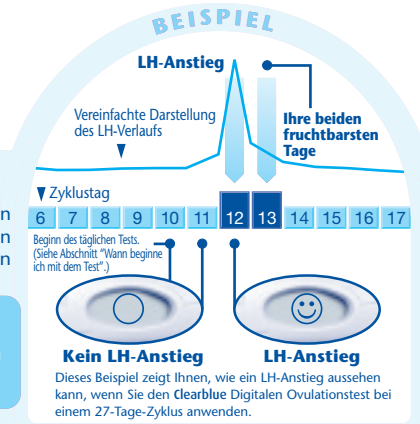 BEISPIEL
LH-Anstieg
Vereinfachte Darstellung
des LH-Verlaufs
Ihre beiden
fruchtbarsten
Tage
Zyklustag
6 7 8 9 10 11 12 13 14 15 16 17
Beginn des täglichen Tests.
(Siehe Abschnitt "Wann beginne
ich mit dem Test".)
n
n
n
Kein LH-Anstieg
LH-Anstieg
Dieses Beispiel zeigt Ihnen, wie ein LH-Anstieg aussehen
kann, wenn Sie den Clearblue Digitalen Ovulationstest bei
einem 27-Tage-Zyklus anwenden.